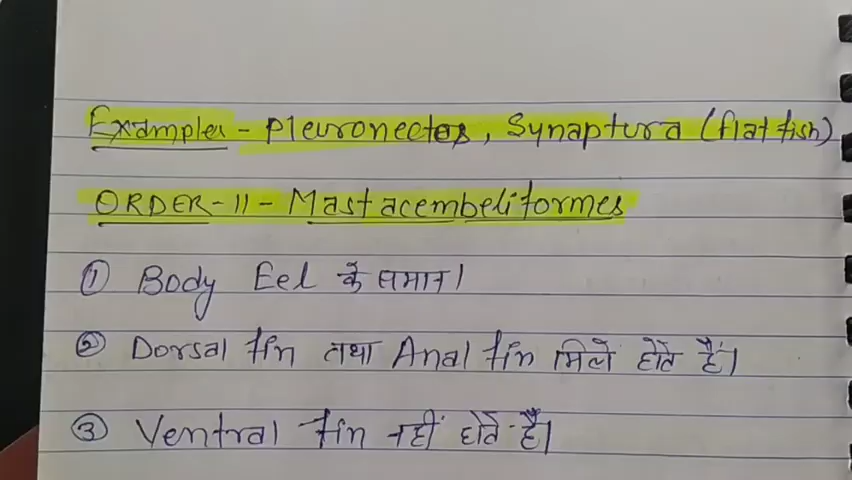 Examples - Pleuronectes, Synaptura (flat fish)
ORDER-11 - Mastacembeliformes
① Body Eel के समान।
② Dorsal fin तथा Anal fin मिले होते हैं।
③ Ventral fin नहीं होते हैं।